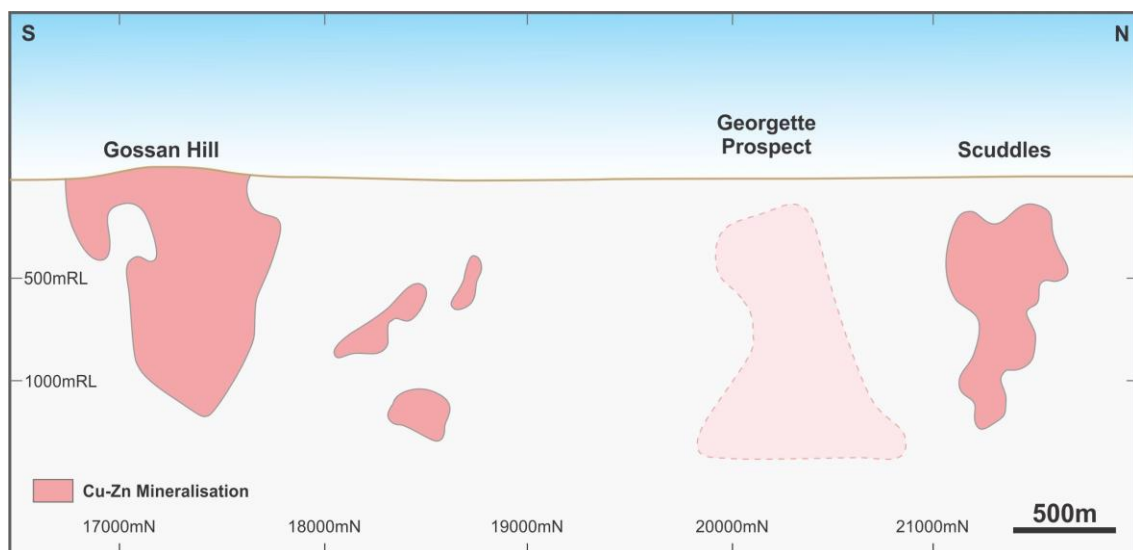 S
N
Gossan Hill
Georgette
Prospect
Scuddles
500mRL
1000mRL
Cu-Zn Mineralisation
17000mN
18000mN
19000mN
20000mN
21000mN
500m